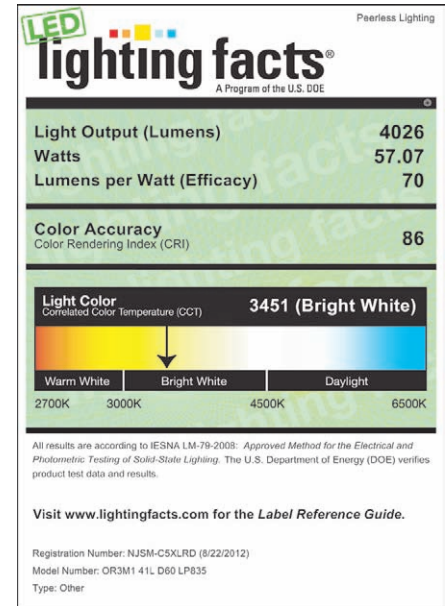 Peerless Lighting
LED
lighting facts®
A Program of the U.S. DOE
Light Output (Lumens) 4026
Watts 57.07
Lumens per Watt (Efficacy) 70
Color Accuracy
Color Rendering Index (CRI) 86
Light Color
Correlated Color Temperature (CCT) 3451 (Bright White)
Warm White Bright White Daylight
2700K 3000K 4500K 6500K
All results are according to IESNA LM-79-2008: Approved Method for the Electrical and
Photometric Testing of Solid-State Lighting. The U.S. Department of Energy (DOE) verifies
product test data and results.
Visit www.lightingfacts.com for the Label Reference Guide.
Registration Number: NJSM-C5XLRD (8/22/2012)
Model Number: OR3M1 41L D60 LP835
Type: Other